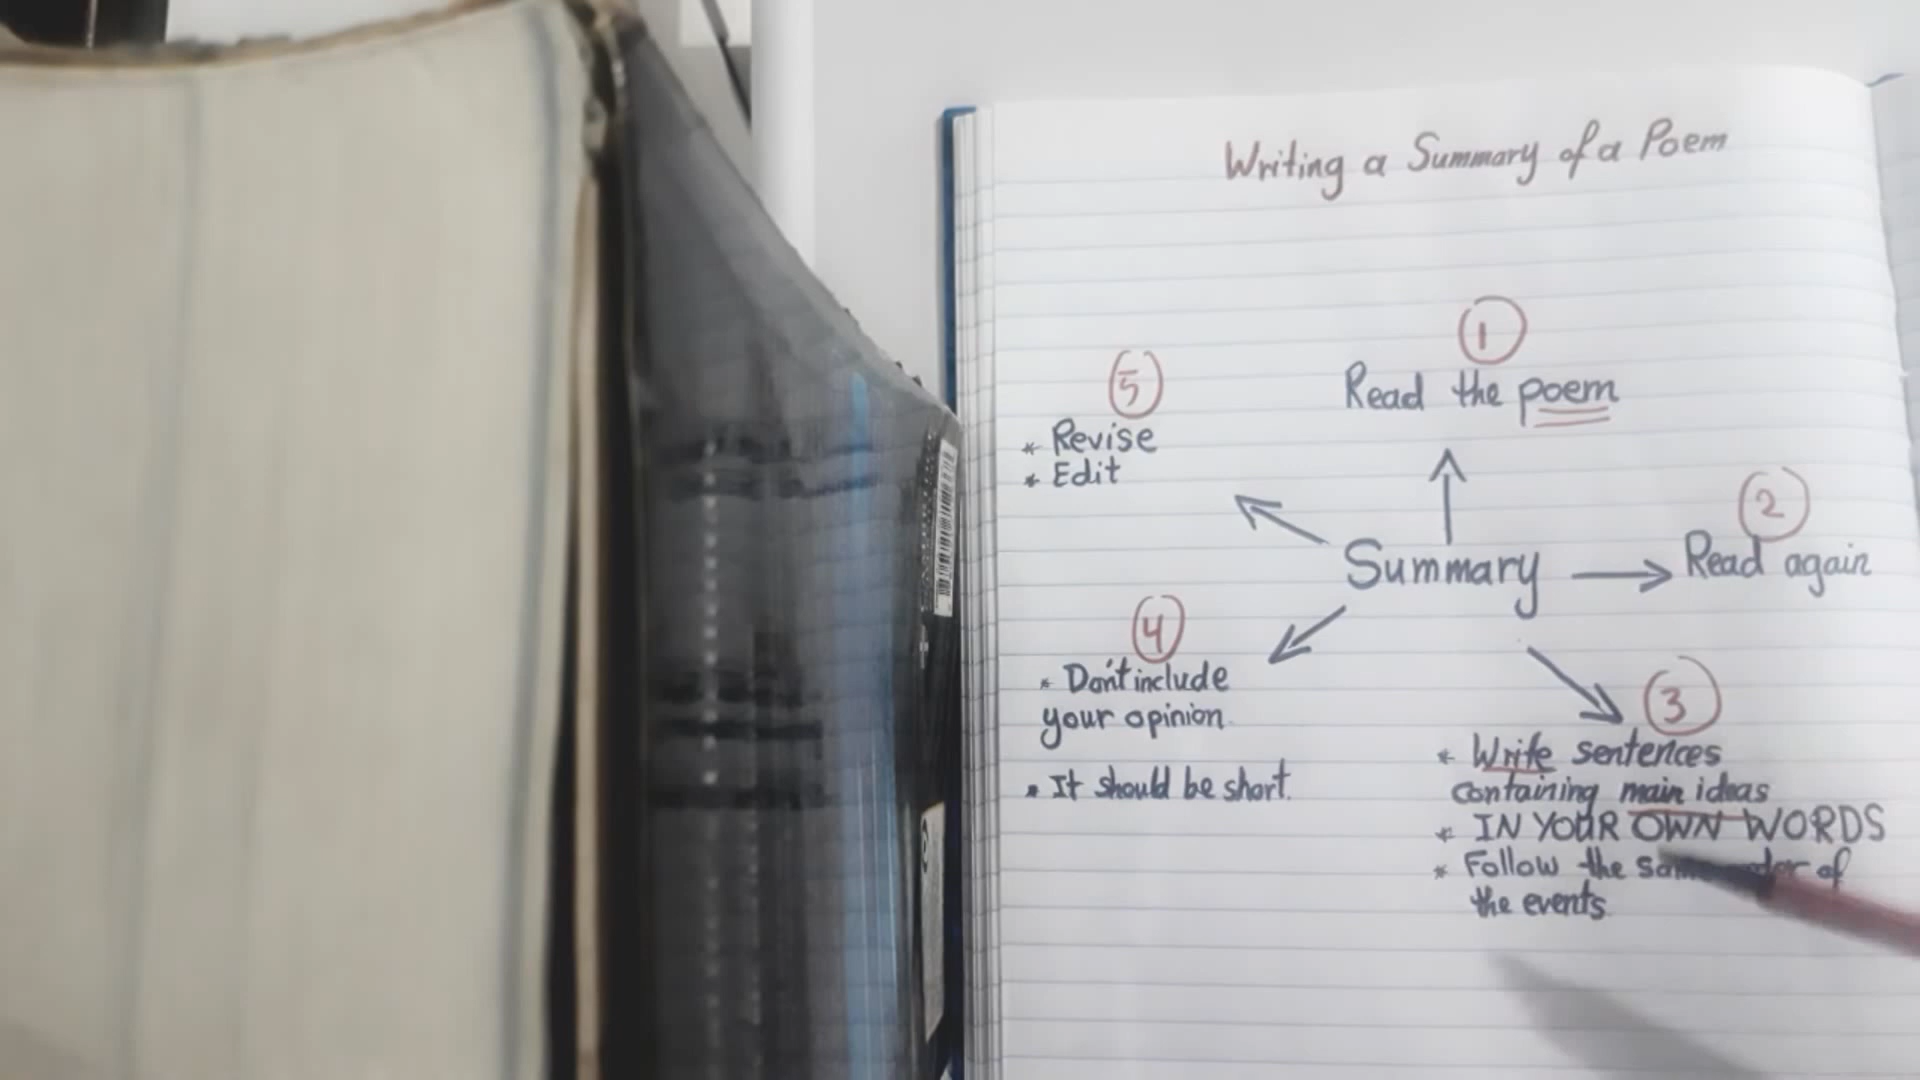 Writing a Summary of a Poem
1
Read the poem
2
Read again
Summary
3
* Write sentences
containing main ideas
* IN YOUR OWN WORDS
* Follow the of
the events
4
* Don't include
your opinion
* It should be short.
5
* Revise
* Edit